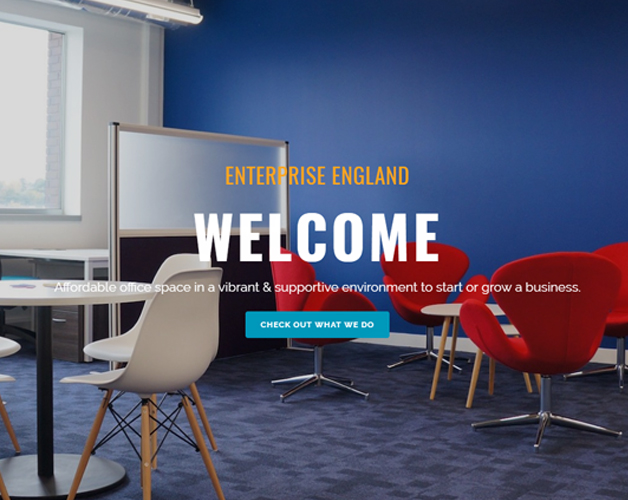 ENTERPRISE ENGLAND
WELCOME
Affordable office space in a vibrant & supportive environment to start or grow a business.
CHECK OUT WHAT WE DO